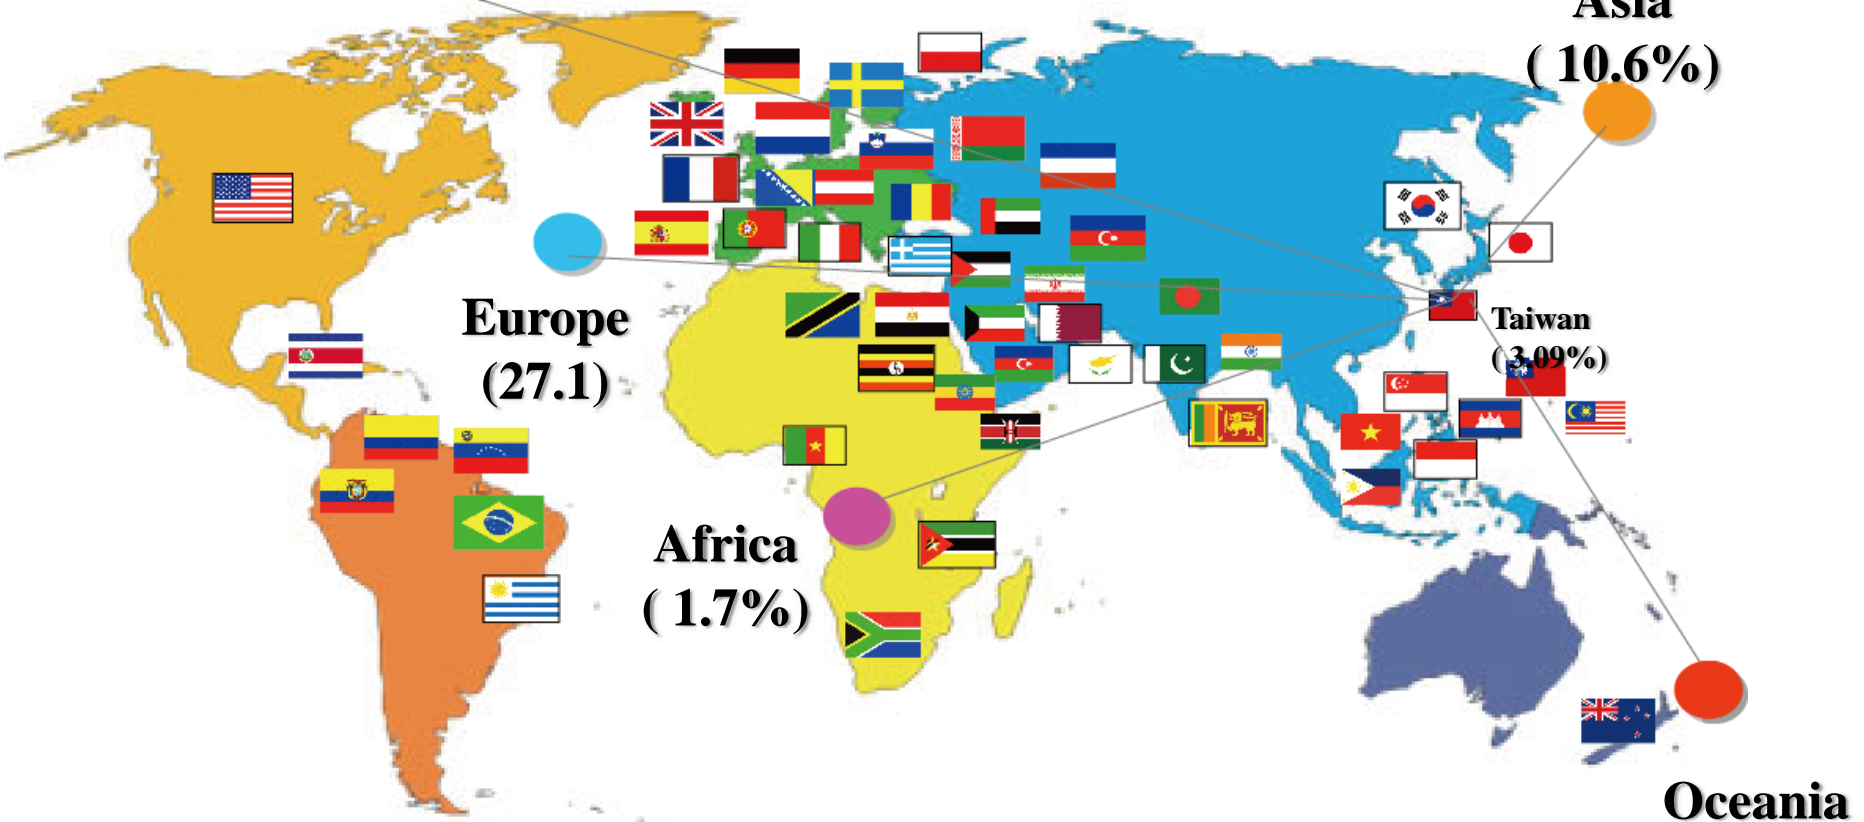 Asia
( 10.6%)
Europe
(27.1)
Taiwan
( 3.09%)
Africa
( 1.7%)
Oceania